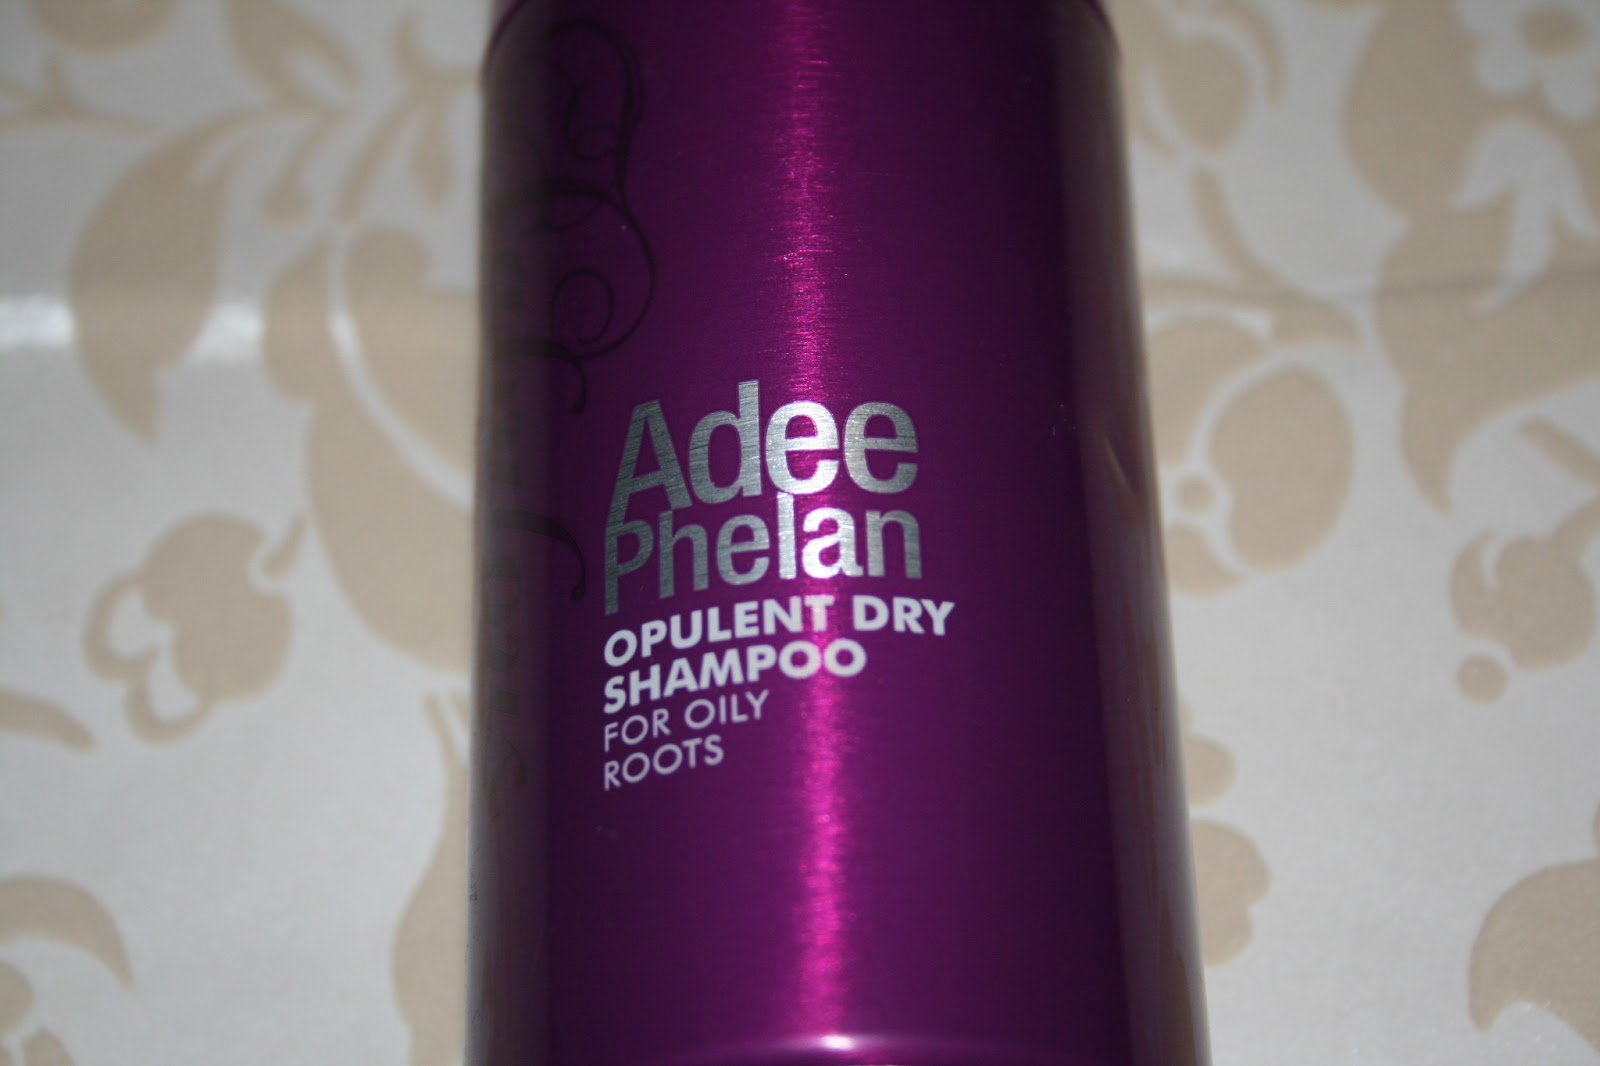 Adee
Phelan
OPULENT DRY
SHAMPOO
FOR OILY
ROOTS